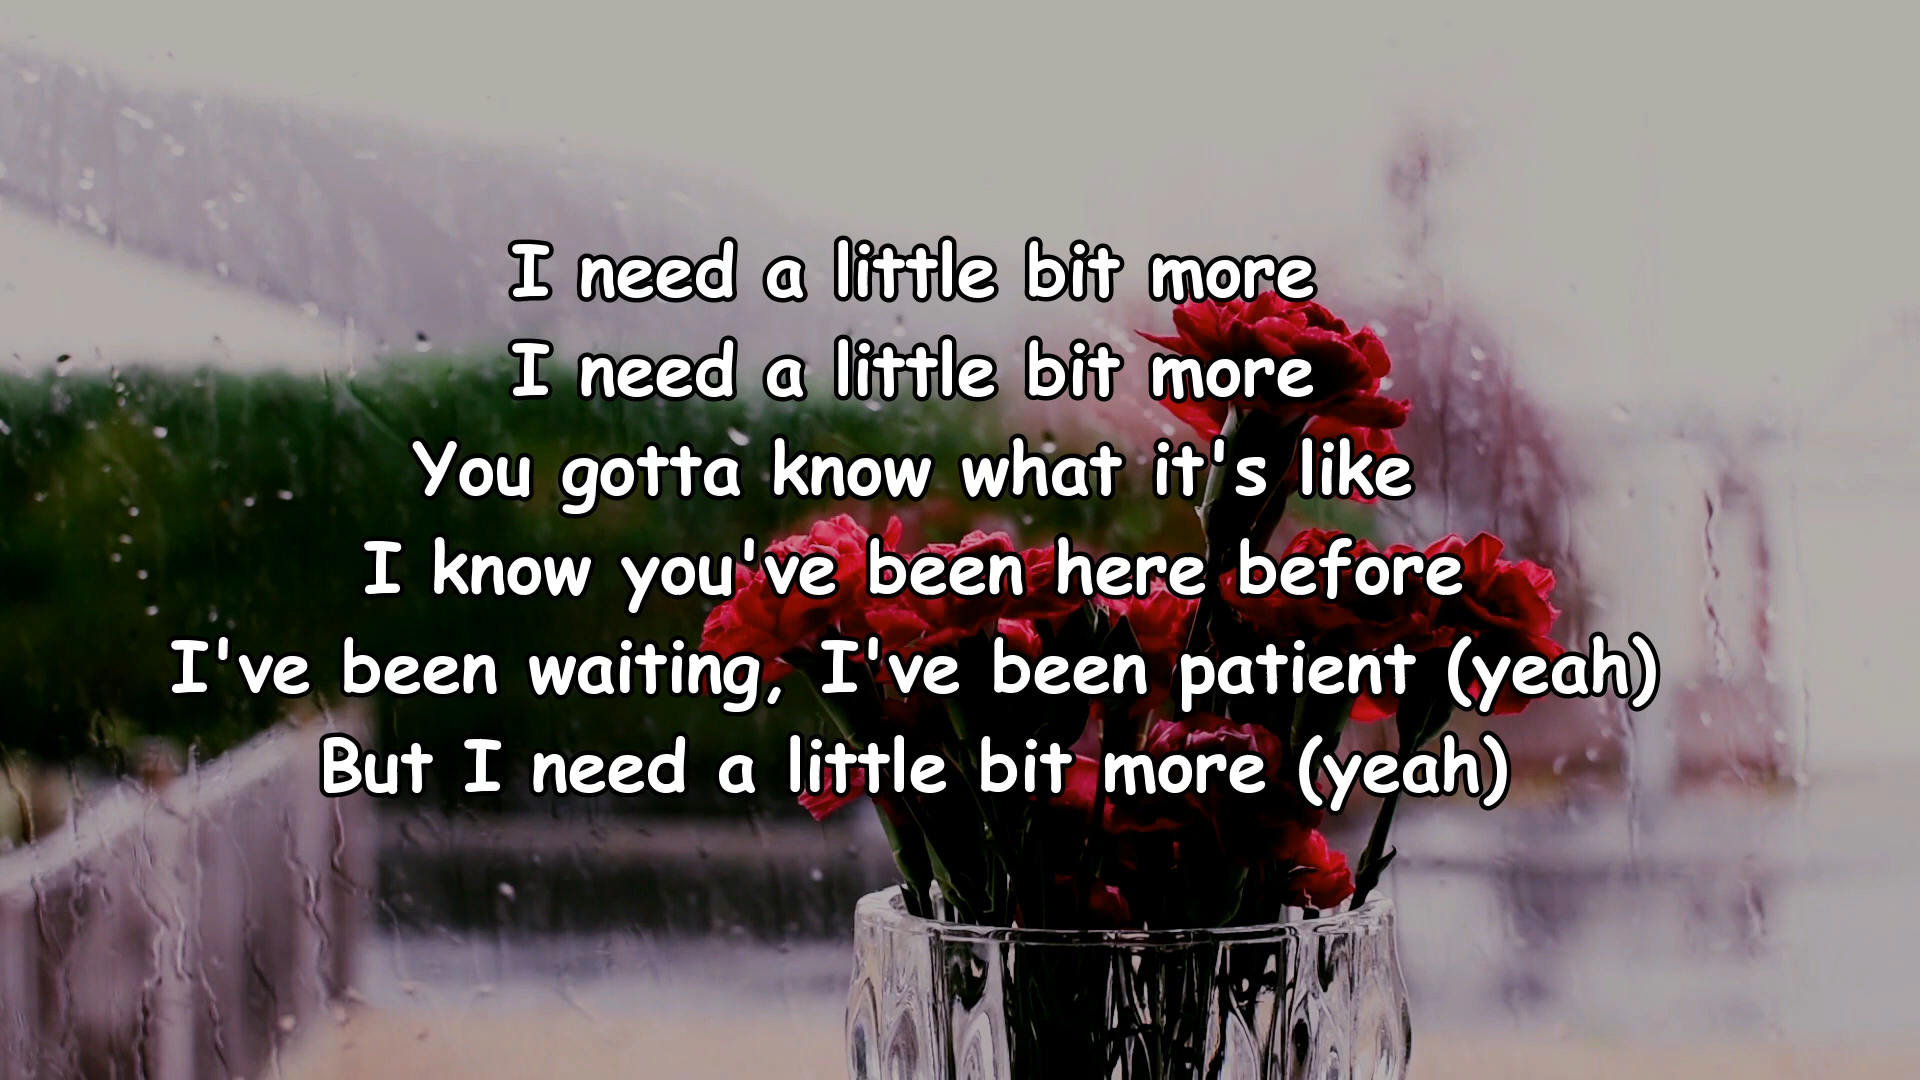 I need a little bit more
I need a little bit more
You gotta know what it's like
I know you've been here before
I've been waiting, I've been patient (yeah)
But I need a little bit more (yeah)